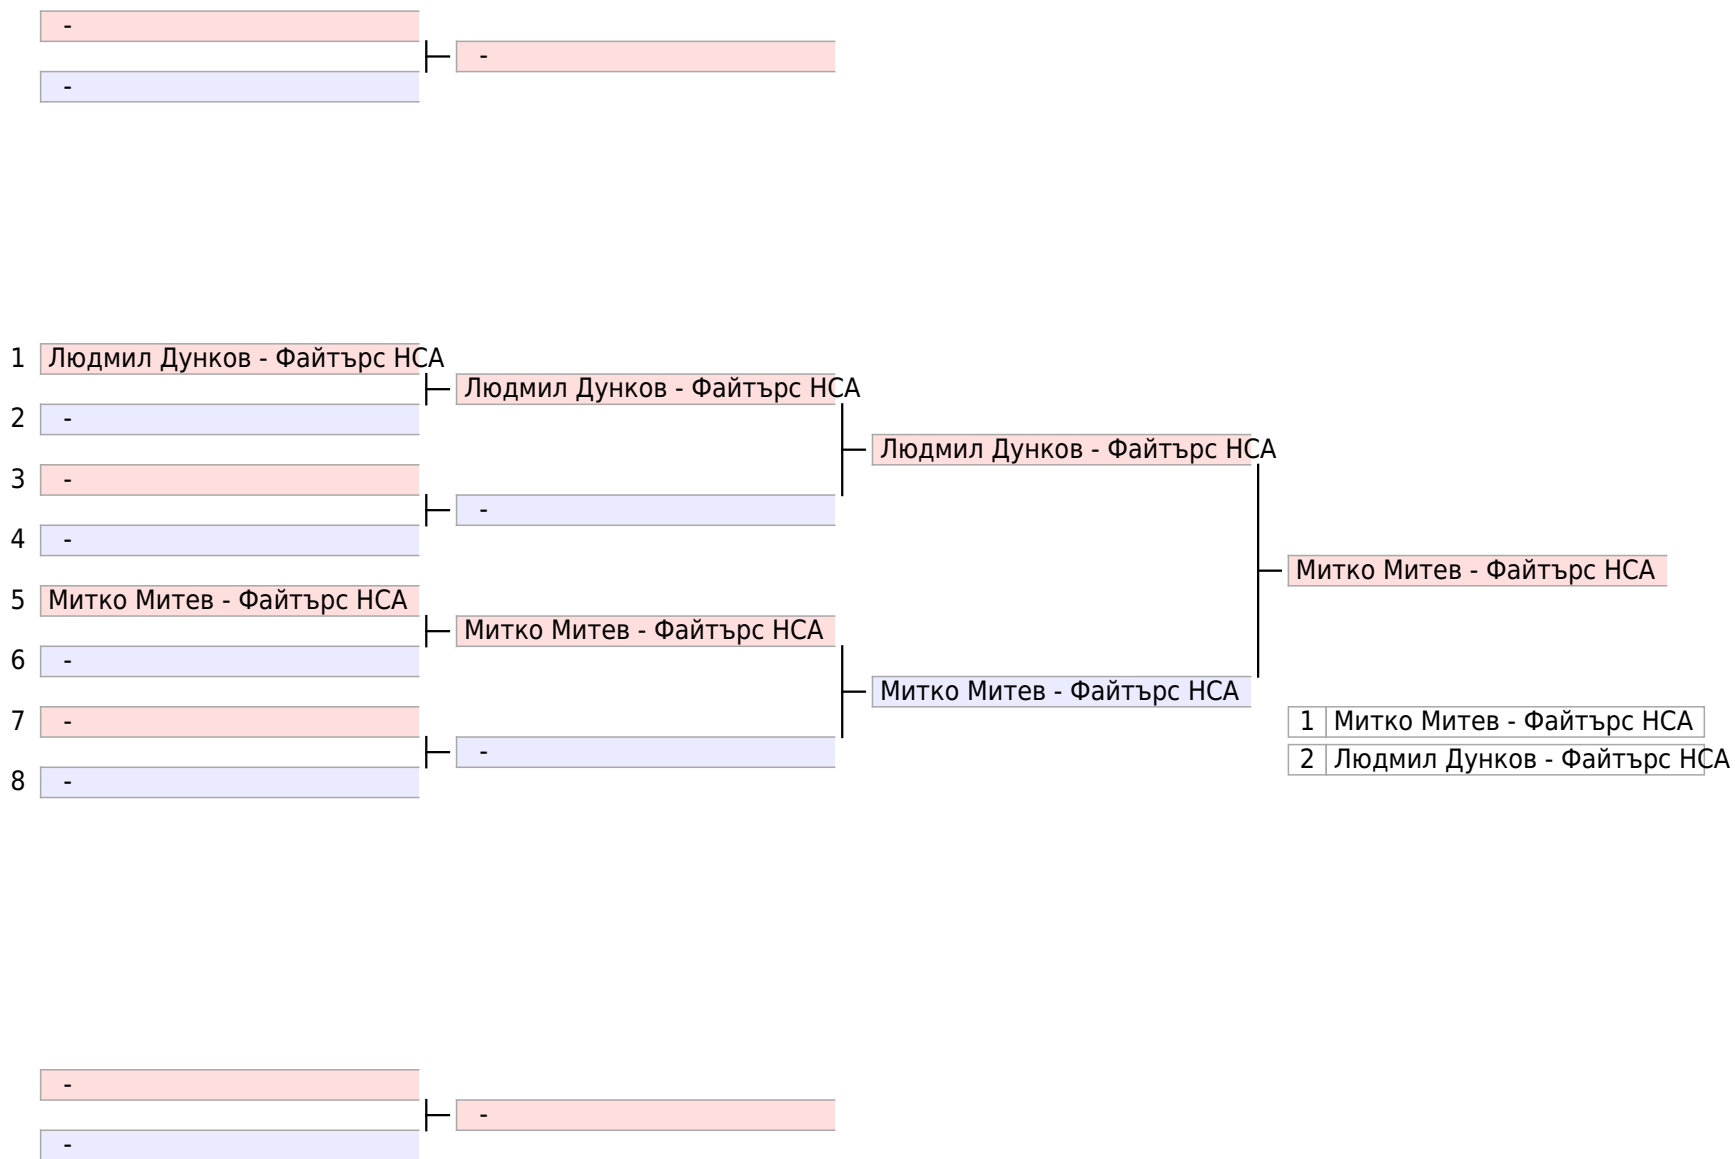 -
-
-
1 Людмил Дунков - Файтърс НСА
Людмил Дунков - Файтърс НСА
2 -
Людмил Дунков - Файтърс НСА
3 -
-
4 -
Митко Митев - Файтърс НСА
5 Митко Митев - Файтърс НСА
Митко Митев - Файтърс НСА
6 -
Митко Митев - Файтърс НСА
7 -
1 Митко Митев - Файтърс НСА
-
2 Людмил Дунков - Файтърс НСА
8 -
-
-
-